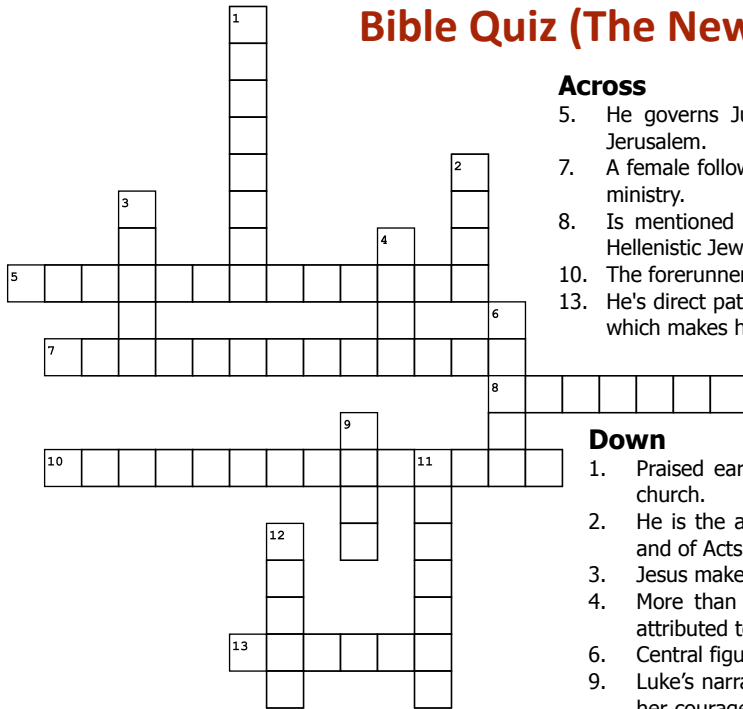 Bible Quiz (The New
Across
5. He governs Ju
Jerusalem.
7. A female follow
ministry.
8. Is mentioned
Hellenistic Jew
10. The forerunner
13. He's direct pat
which makes h
Down
1. Praised ear
church.
2. He is the a
and of Acts
3. Jesus make
4. More than
attributed t
6. Central figu
9. Luke’s narra
her courage
1
2
3
4
5
6
7
8
9
10
11
12
13